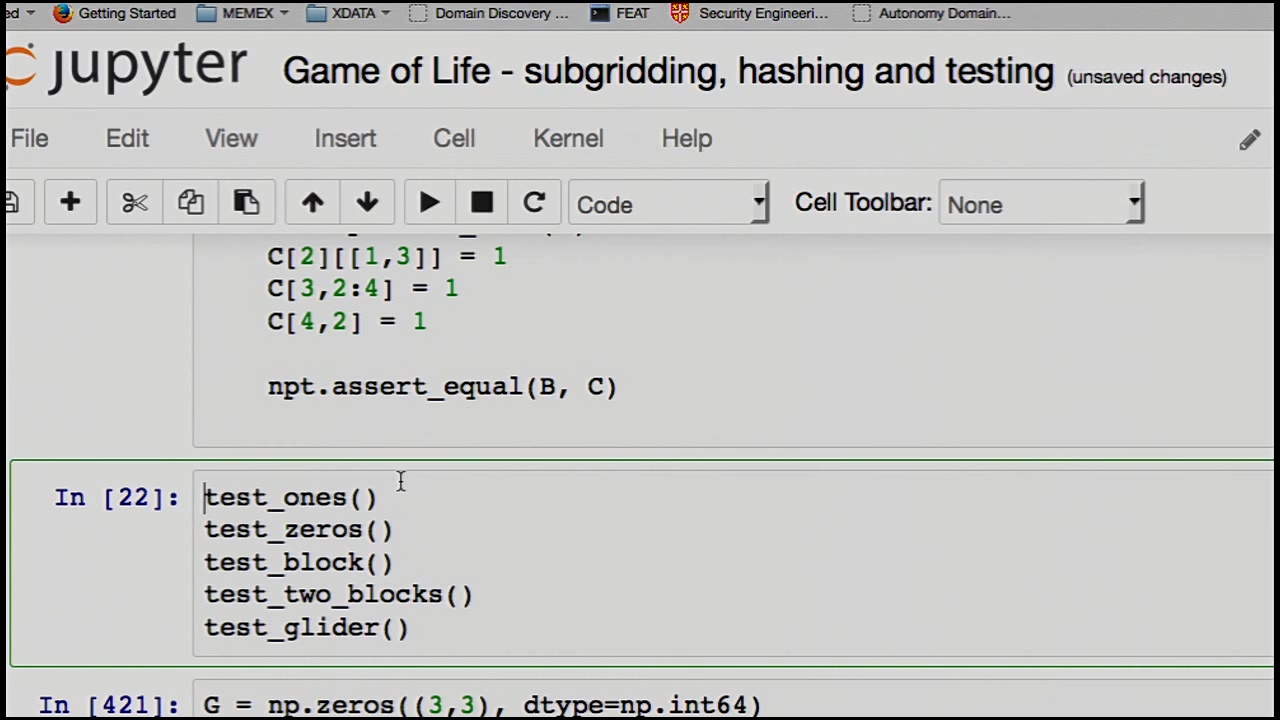 ed Getting Started MEMEX XDATA Domain Discovery ... FEAT Security Engineeri... Autonomy Domain...
jupyter Game of Life - subgridding, hashing and testing (unsaved changes)
File Edit View Insert Cell Kernel Help
Code Cell Toolbar: None
C[2][[1,3]] = 1
C[3,2:4] = 1
C[4,2] = 1
npt.assert_equal(B, C)
In [22]: test_ones()
test_zeros()
test_block()
test_two_blocks()
test_glider()
In [421]: G = np.zeros((3,3), dtype=np.int64)